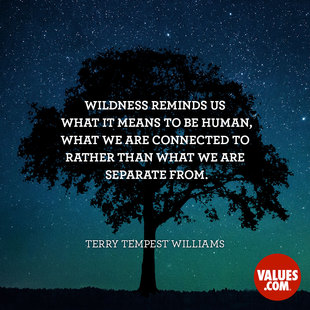 WILDNESS REMINDS US
WHAT IT MEANS TO BE HUMAN,
WHAT WE ARE CONNECTED TO
RATHER THAN WHAT WE ARE
SEPARATE FROM.
TERRY TEMPEST WILLIAMS
VALUES
.COM